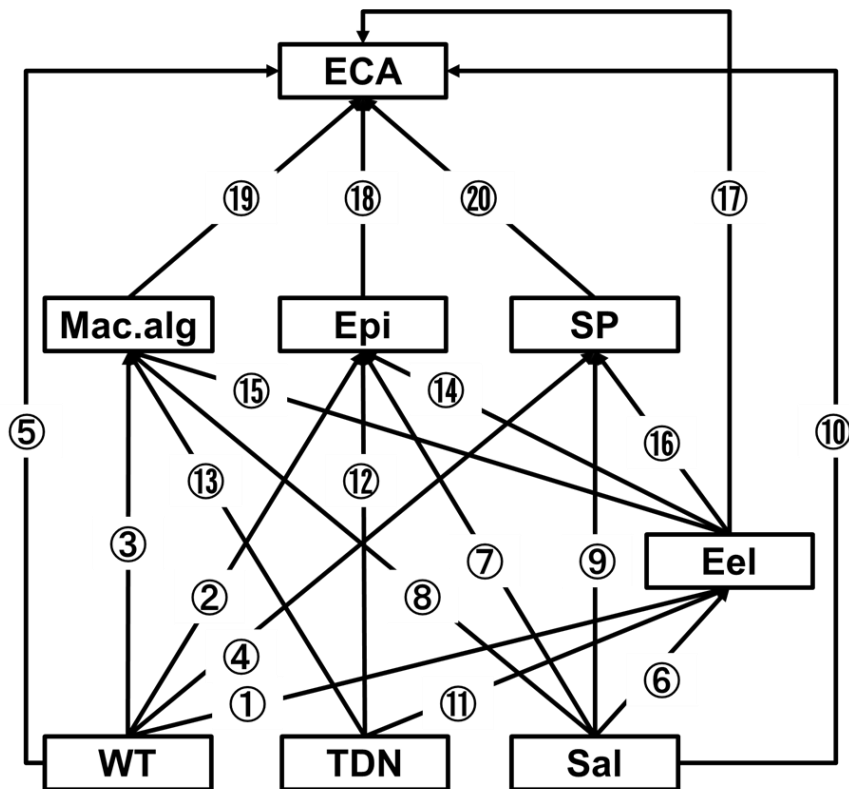 ECA
⑲ ⑱ ⑳ ⑰
Mac.alg Epi SP
⑤ ⑮ ⑭ ⑩
⑬ ⑫ ⑯
③ ⑨ Eel
② ⑧ ⑦
④ ① ⑪ ⑥
WT TDN Sal